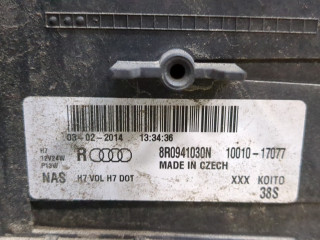 03-02-2014 13:34:36
H7
12V24W
P19W
R
8R0941030N 10010-17077
MADE IN CZECH
NAS H7 VOL H7 DOT
XXX KOITO
38S